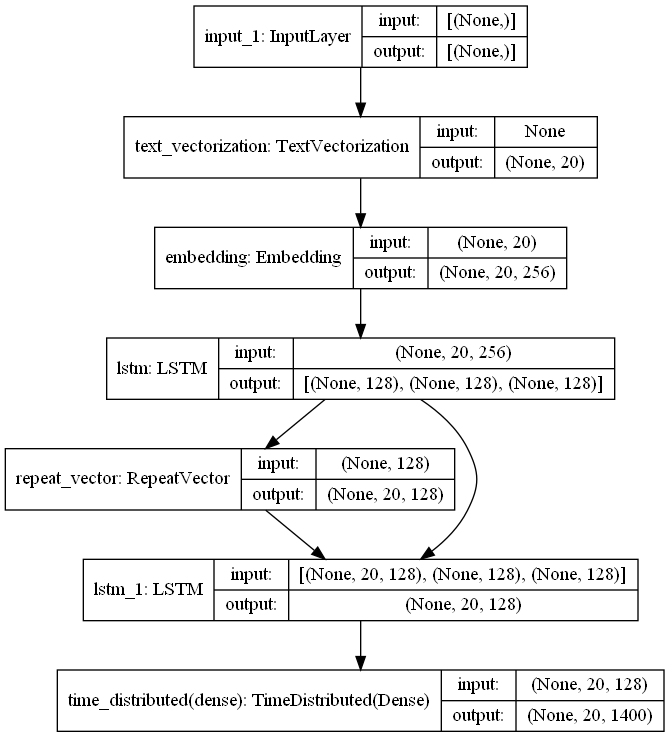 input_1: InputLayer
input: [(None,)]
output: [(None,)]
text_vectorization: TextVectorization
input: None
output: (None, 20)
embedding: Embedding
input: (None, 20)
output: (None, 20, 256)
lstm: LSTM
input: (None, 20, 256)
output: [(None, 128), (None, 128), (None, 128)]
repeat_vector: RepeatVector
input: (None, 128)
output: (None, 20, 128)
lstm_1: LSTM
input: [(None, 20, 128), (None, 128), (None, 128)]
output: (None, 20, 128)
time_distributed(dense): TimeDistributed(Dense)
input: (None, 20, 128)
output: (None, 20, 1400)